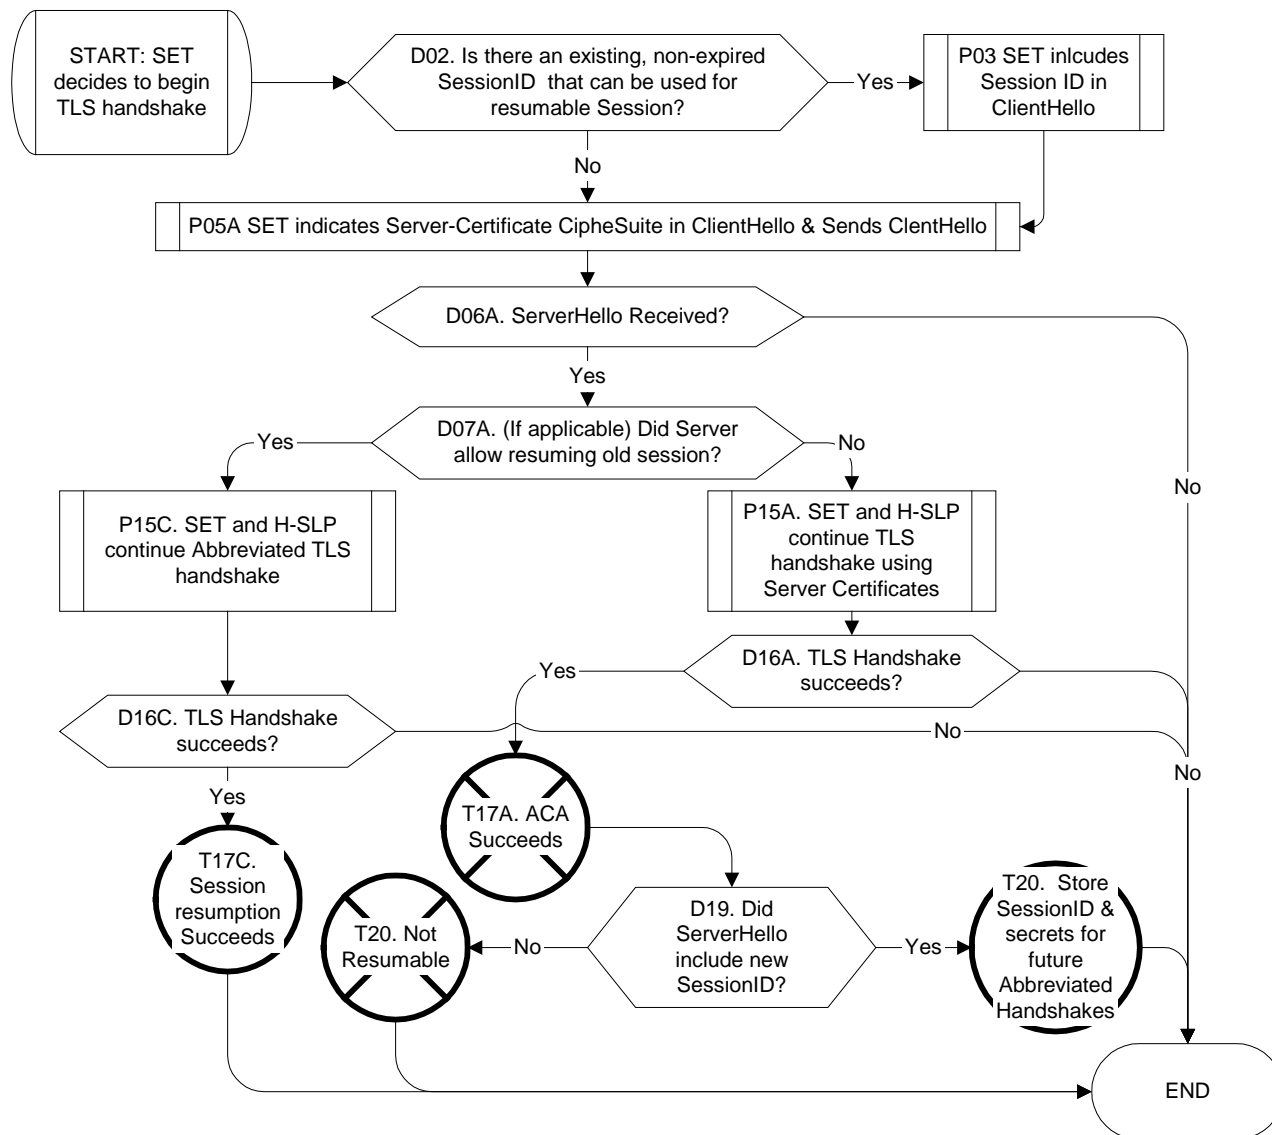 START: SET
decides to begin
TLS handshake
D02. Is there an existing, non-expired
SessionID  that can be used for
resumable Session?
Yes
P03 SET inlcudes
Session ID in
ClientHello
No
P05A SET indicates Server-Certificate CipheSuite in ClientHello & Sends ClentHello
D06A. ServerHello Received?
Yes
D07A. (If applicable) Did Server
allow resuming old session?
Yes
No
No
P15C. SET and H-SLP
continue Abbreviated TLS
handshake
P15A. SET and H-SLP
continue TLS
handshake using
Server Certificates
D16A. TLS Handshake
succeeds?
Yes
D16C. TLS Handshake
succeeds?
No
No
Yes
T17A. ACA
Succeeds
T17C.
Session
resumption
Succeeds
T20. Not
Resumable
No
D19. Did
ServerHello
include new
SessionID?
Yes
T20.  Store
SessionID &
secrets for
future
Abbreviated
Handshakes
END